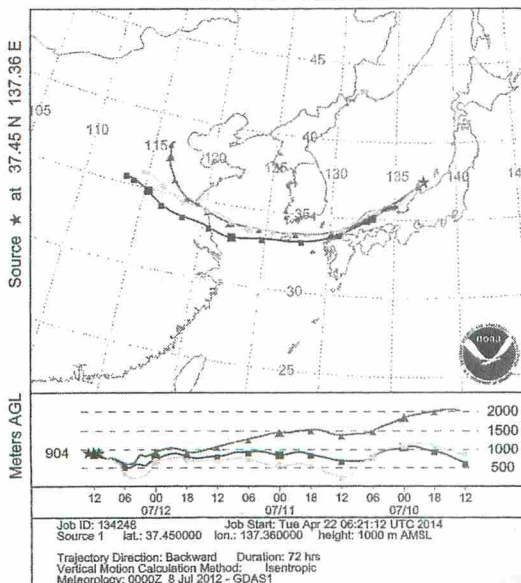 Source ★ at 37.45 N 137.36 E
105
110
115
120
125
130
135
140
45
40
35
30
25
noaa
Meters AGL
904
2000
1500
1000
500
12 06 00 18 12 06 00 18 12 06 00 18 12
07/12 07/11 07/10
Job ID: 134248 Job Start: Tue Apr 22 06:21:12 UTC 2014
Source 1 lat.: 37.450000 lon.: 137.360000 height: 1000 m AMSL
Trajectory Direction: Backward Duration: 72 hrs
Vertical Motion Calculation Method: Isentropic
Meteorology: 0000Z 8 Jul 2012 - GDAS1